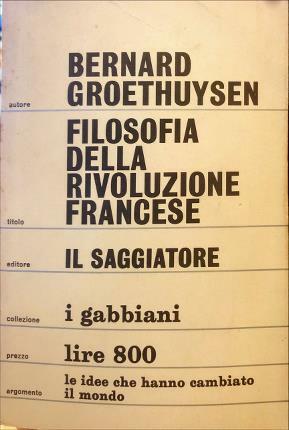 BERNARD
autore GROETHUYSEN
FILOSOFIA
DELLA
RIVOLUZIONE
titolo FRANCESE
editore IL SAGGIATORE
collezione i gabbiani
prezzo lire 800
le idee che hanno cambiato
argomento il mondo